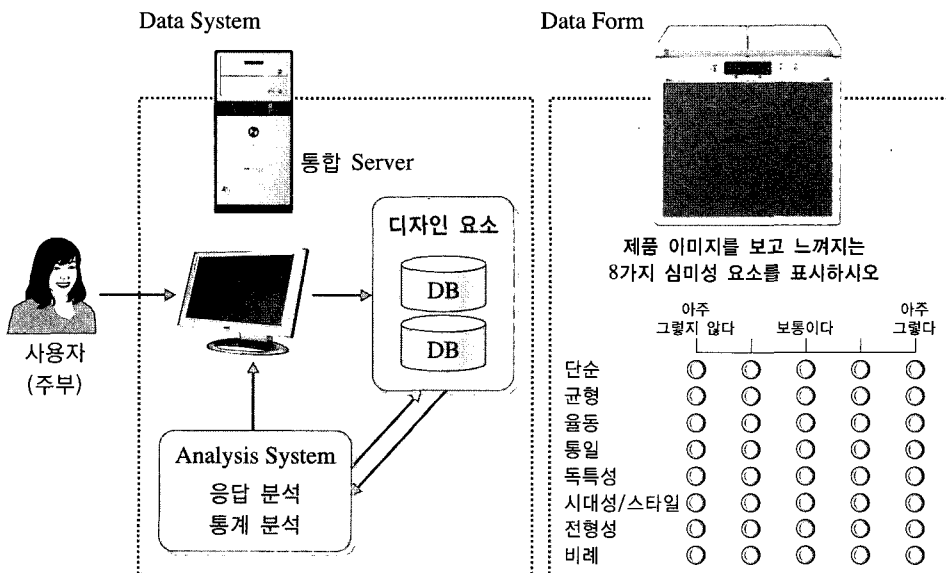 Data System
통합 Server
디자인 요소
DB
DB
사용자
(주부)
Analysis System
응답 분석
통계 분석
Data Form
제품 이미지를 보고 느껴지는
8가지 심미성 요소를 표시하시오
아주
그렇지 않다
보통이다
아주
그렇다
단순
균형
율동
통일
독특성
시대성/스타일
전형성
비례